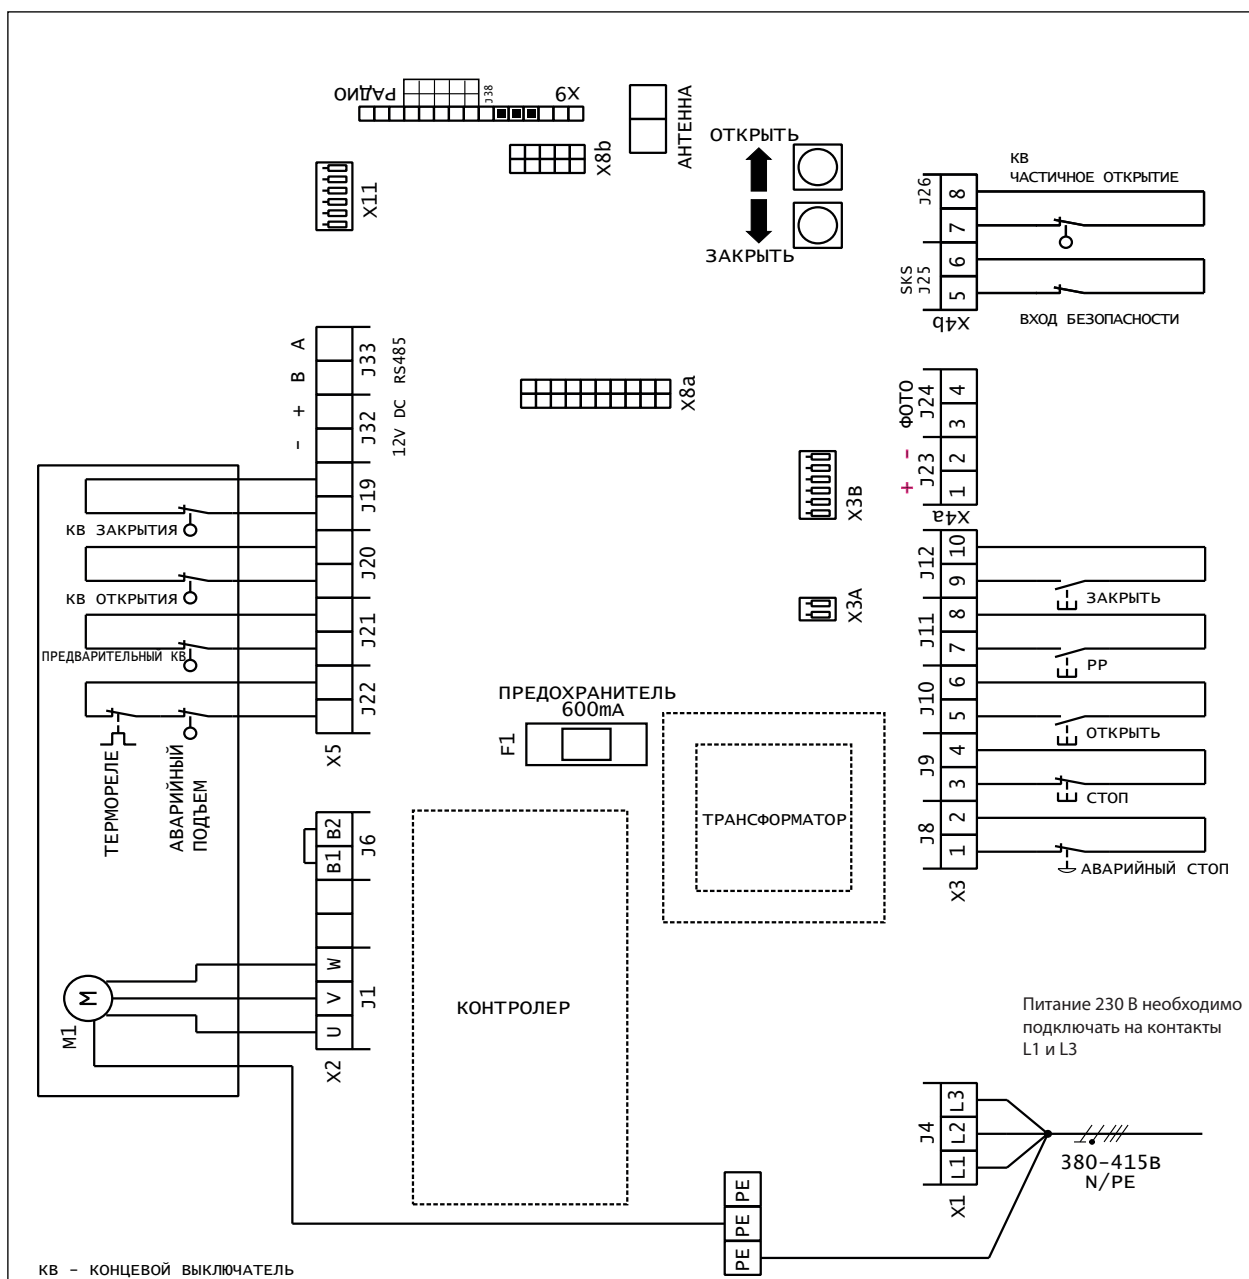 РАДИО
J38
X9
АНТЕННА
X8b
X11
ОТКРЫТЬ
ЗАКРЫТЬ
КВ
ЧАСТИЧНОЕ ОТКРЫТИЕ
J26
8
7
SKS
J25
6
5
X4b
ВХОД БЕЗОПАСНОСТИ
A
B
J33
RS485
+
-
J32
12V DC
X8a
ФОТО
J24
4
3
- +
J23
2
1
X4a
X3B
X3A
J19
КВ ЗАКРЫТИЯ
J20
КВ ОТКРЫТИЯ
J21
ПРЕДВАРИТЕЛЬНЫЙ КВ
J22
X5
ТЕРМОРЕЛЕ
АВАРИЙНЫЙ
ПОДЪЕМ
J12
10
9
ЗАКРЫТЬ
J11
8
7
PP
J10
6
5
ОТКРЫТЬ
J9
4
3
СТОП
J8
2
1
АВАРИЙНЫЙ СТОП
X3
ПРЕДОХРАНИТЕЛЬ
600mA
F1
ТРАНСФОРМАТОР
B2
B1
J6
W
V
U
J1
X2
M
M1
КОНТРОЛЕР
Питание 230 В необходимо
подключать на контакты
L1 и L3
J4
L3
L2
L1
X1
380-415В
N/PE
PE
PE
PE
КВ - КОНЦЕВОЙ ВЫКЛЮЧАТЕЛЬ